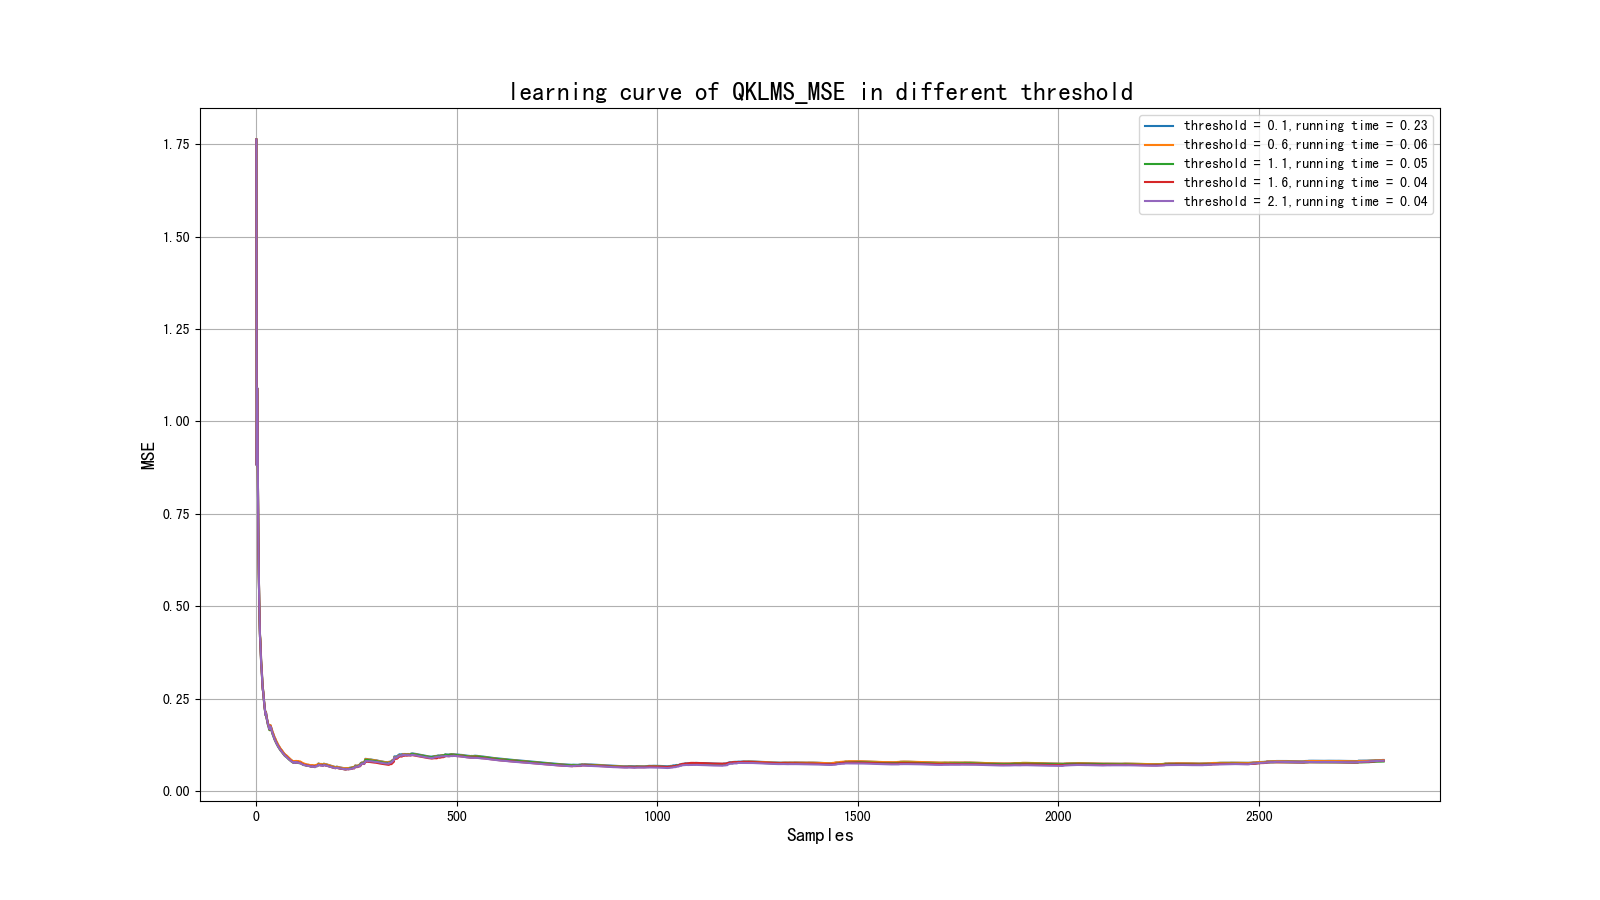 learning curve of QKLMS_MSE in different threshold
threshold = 0.1,running time = 0.23
threshold = 0.6,running time = 0.06
threshold = 1.1,running time = 0.05
threshold = 1.6,running time = 0.04
threshold = 2.1,running time = 0.04
1.75
1.50
1.25
1.00
0.75
0.50
0.25
0.00
MSE
0 500 1000 1500 2000 2500
Samples